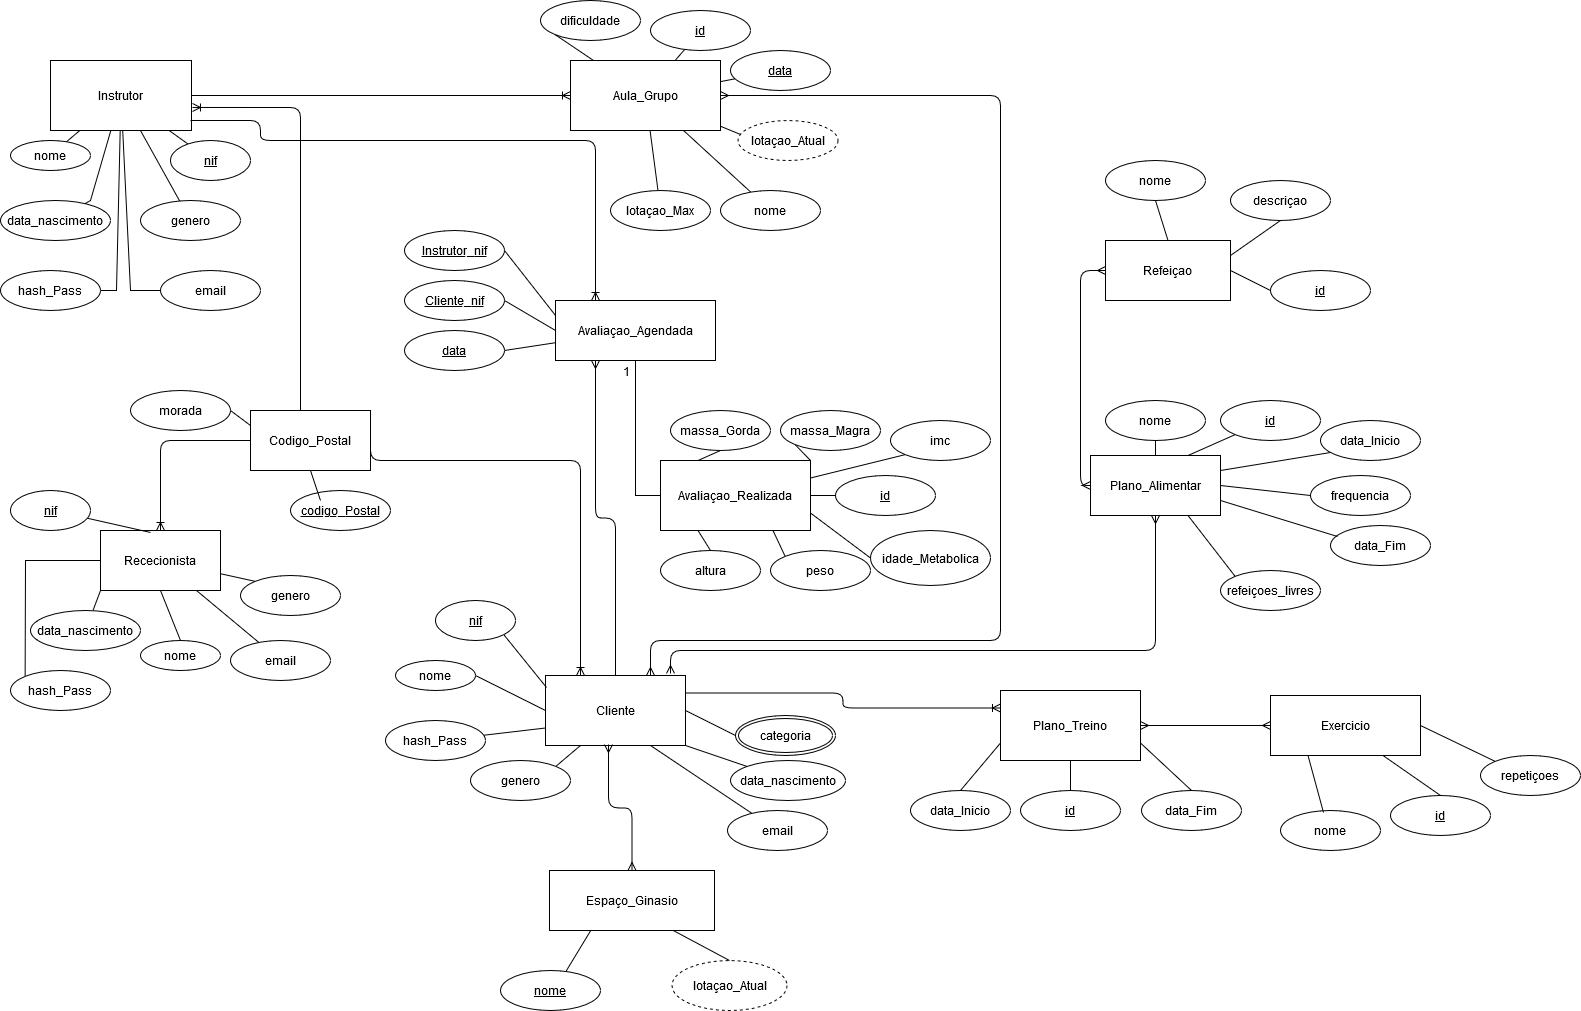 dificuldade
id
data
Instrutor
Aula_Grupo
lotaçao_Atual
nome
nif
data_nascimento
genero
lotaçao_Max
nome
hash_Pass
email
nome
descriçao
Refeiçao
id
Instrutor_nif
Cliente_nif
data
Avaliaçao_Agendada
1
morada
Codigo_Postal
codigo_Postal
massa_Gorda
massa_Magra
imc
Avaliaçao_Realizada
id
altura
peso
idade_Metabolica
nome
id
data_Inicio
Plano_Alimentar
frequencia
data_Fim
refeiçoes_livres
nif
Rececionista
genero
data_nascimento
nome
email
hash_Pass
nif
nome
hash_Pass
Cliente
categoria
genero
data_nascimento
email
Plano_Treino
Exercicio
repetiçoes
data_Inicio
id
data_Fim
nome
id
Espaço_Ginasio
nome
lotaçao_Atual